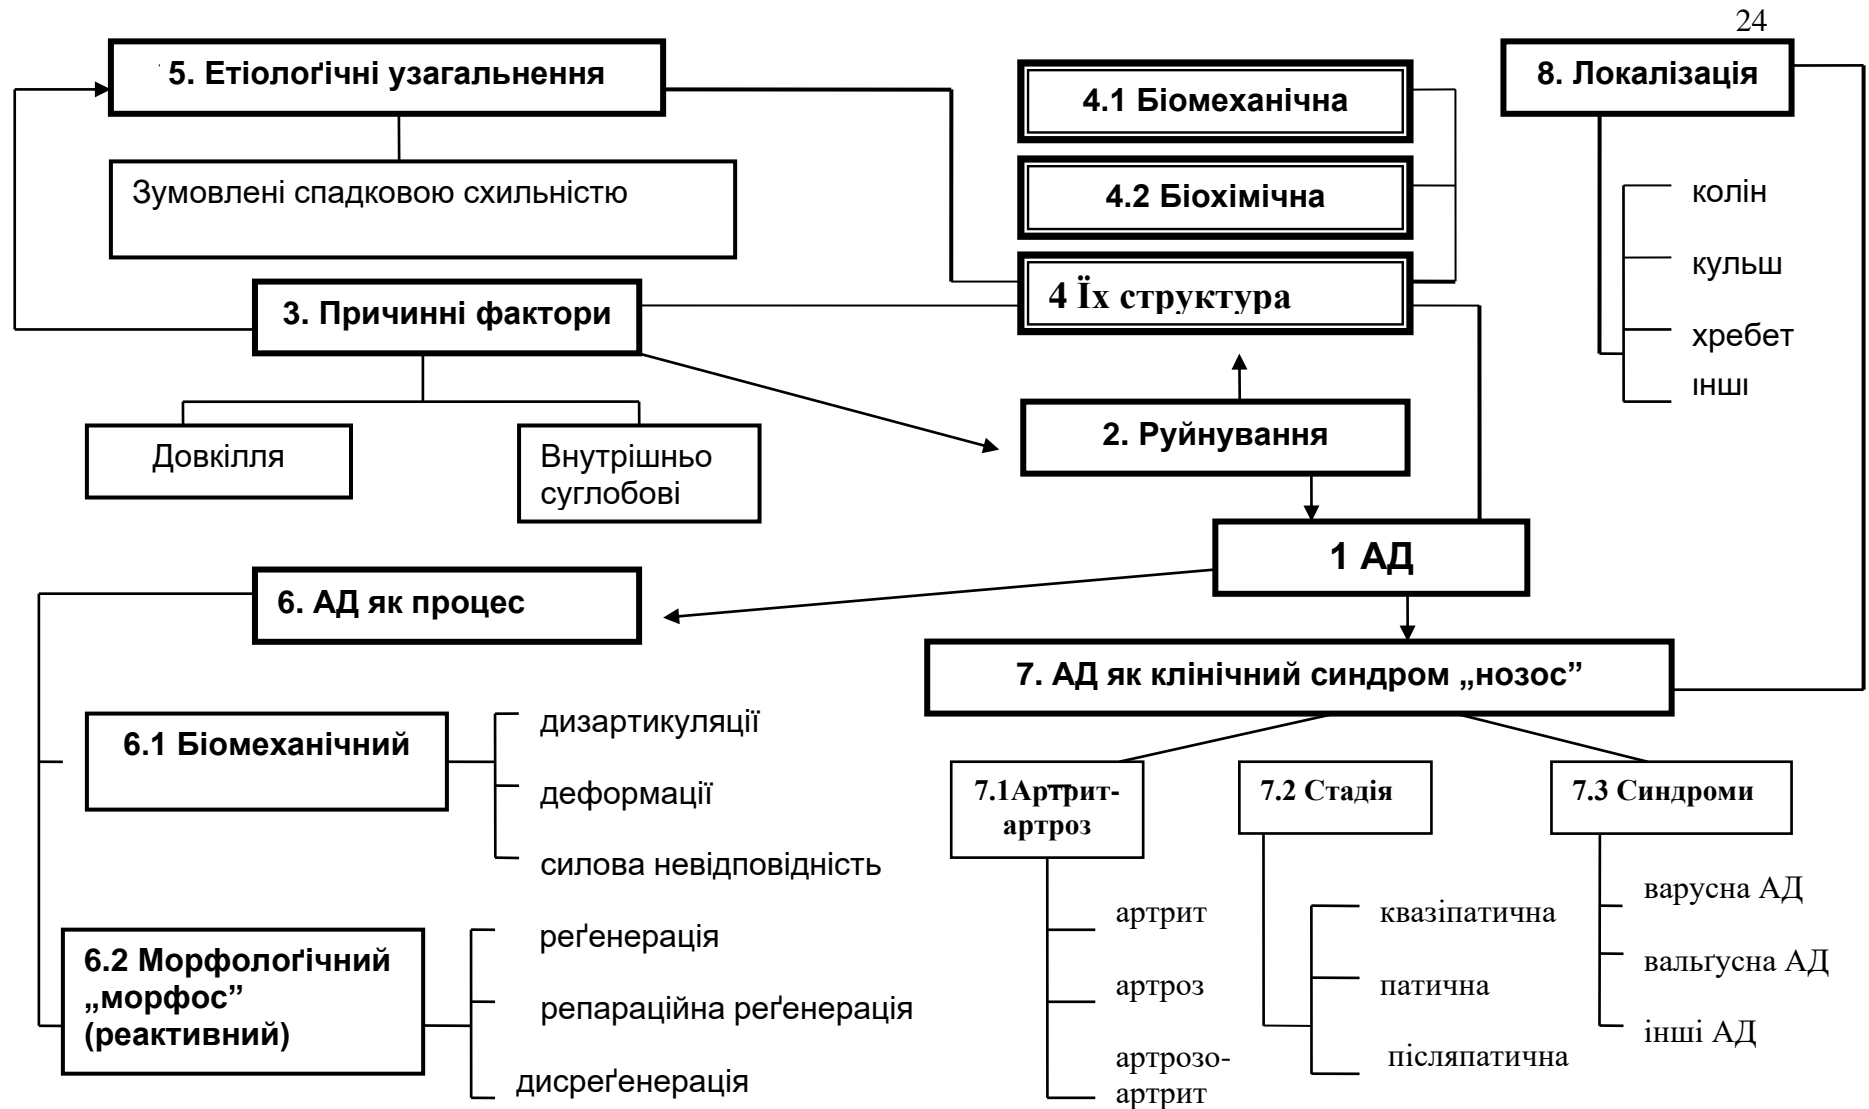 24
5. Етіолоґічні узагальнення
Зумовлені спадковою схильністю
4.1 Біомеханічна
4.2 Біохімічна
4 Їх структура
8. Локалізація
колін
кульш
хребет
інші
3. Причинні фактори
Довкілля
Внутрішньо
суглобові
2. Руйнування
1 АД
6. АД як процес
6.1 Біомеханічний
дизартикуляції
деформації
силова невідповідність
6.2 Морфолоґічний
„морфос”
(реактивний)
реґенерація
репараційна реґенерація
дисреґенерація
7. АД як клінічний синдром „нозос”
7.1Артрит-
артроз
артрит
артроз
артрозо-
артрит
7.2 Стадія
квазіпатична
патична
післяпатична
7.3 Синдроми
варусна АД
вальґусна АД
інші АД